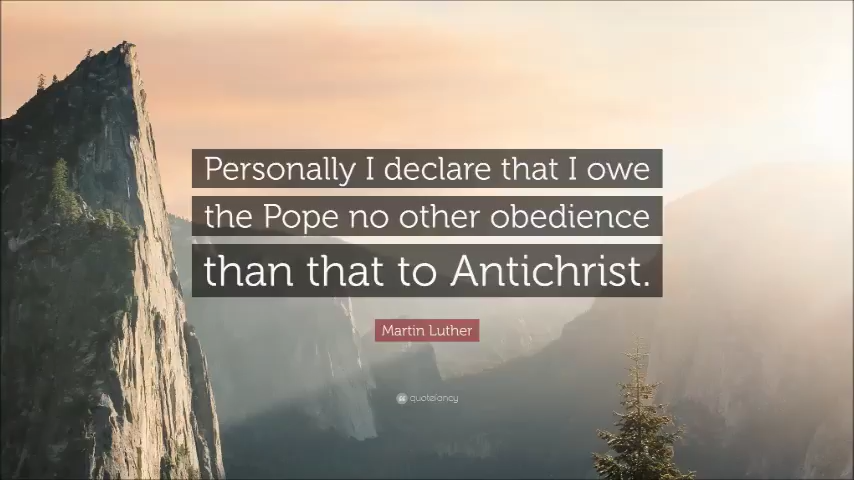 Personally I declare that I owe
the Pope no other obedience
than that to Antichrist.
Martin Luther
quotefancy